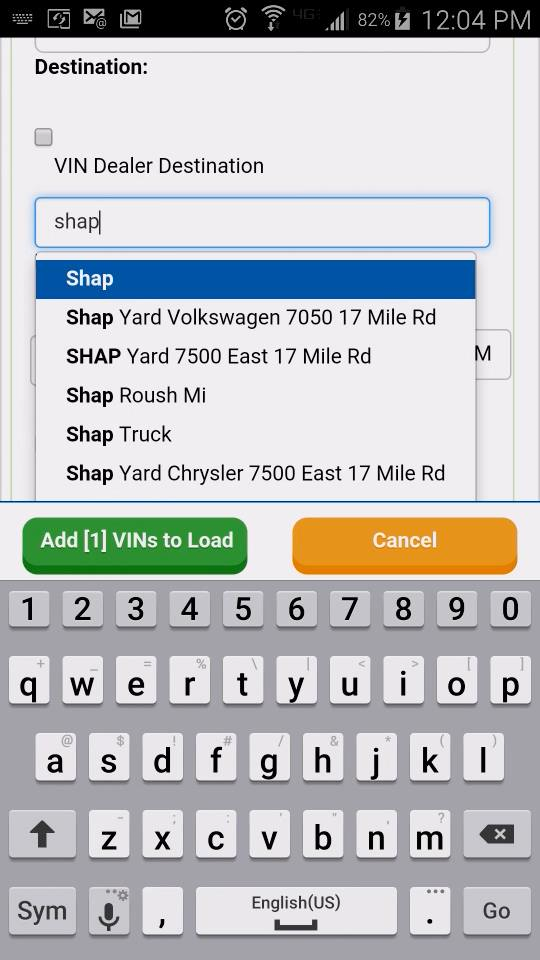 4G 82% 12:04 PM
Destination:
VIN Dealer Destination
shap
Shap
Shap Yard Volkswagen 7050 17 Mile Rd
SHAP Yard 7500 East 17 Mile Rd
M
Shap Roush Mi
Shap Truck
Shap Yard Chrysler 7500 East 17 Mile Rd
Add [1] VINs to Load Cancel
1 2 3 4 5 6 7 8 9 0
+ _ = % \ | < > [ ]
q w e r t y u i o p
@ $ ! # / & * ( )
a s d f g h j k l
- ; : ' " , ?
z x c v b n m
Sym , English(US) . Go